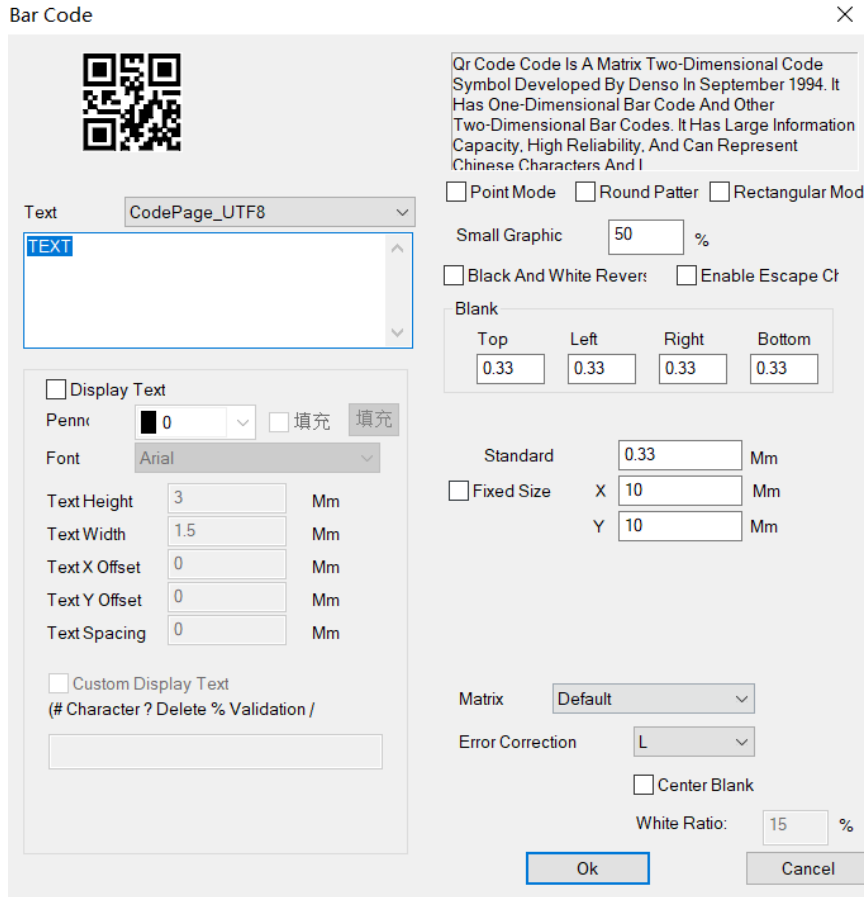 Bar Code
Qr Code Code Is A Matrix Two-Dimensional Code
Symbol Developed By Denso In September 1994. It
Has One-Dimensional Bar Code And Other
Two-Dimensional Bar Codes. It Has Large Information
Capacity, High Reliability, And Can Represent
Chinese Characters And I
Text CodePage_UTF8
TEXT
Point Mode Round Patter Rectangular Mod
Small Graphic 50 %
Black And White Revers Enable Escape Ch
Blank
Top Left Right Bottom
0.33 0.33 0.33 0.33
Display Text
Penno 0 填充 填充
Font Arial
Text Height 3 Mm
Text Width 1.5 Mm
Text X Offset 0 Mm
Text Y Offset 0 Mm
Text Spacing 0 Mm
Custom Display Text
(# Character ? Delete % Validation /
Standard 0.33 Mm
Fixed Size X 10 Mm
Y 10 Mm
Matrix Default
Error Correction L
Center Blank
White Ratio: 15 %
Ok Cancel